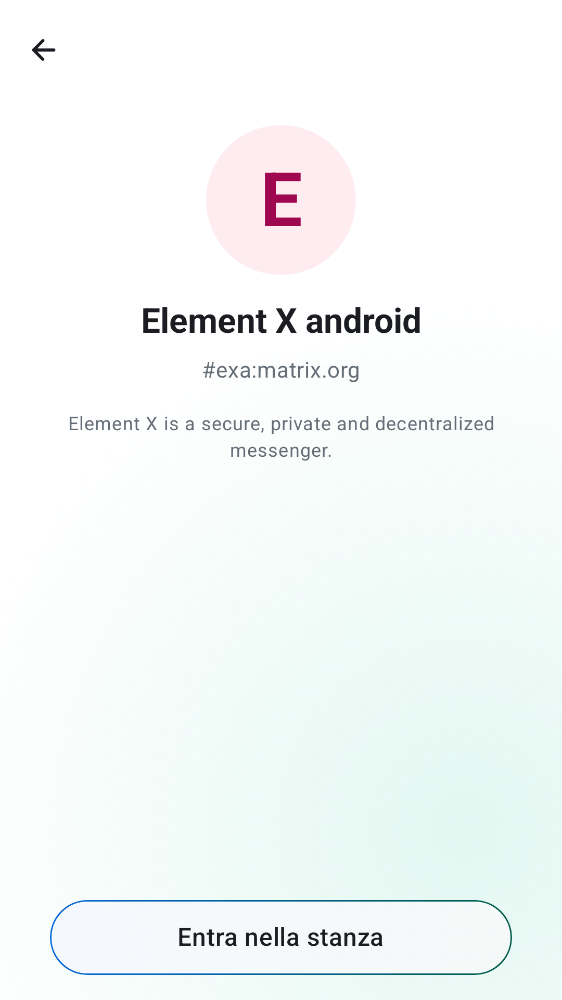 E
Element X android
#exa:matrix.org
Element X is a secure, private and decentralized
messenger.
Entra nella stanza